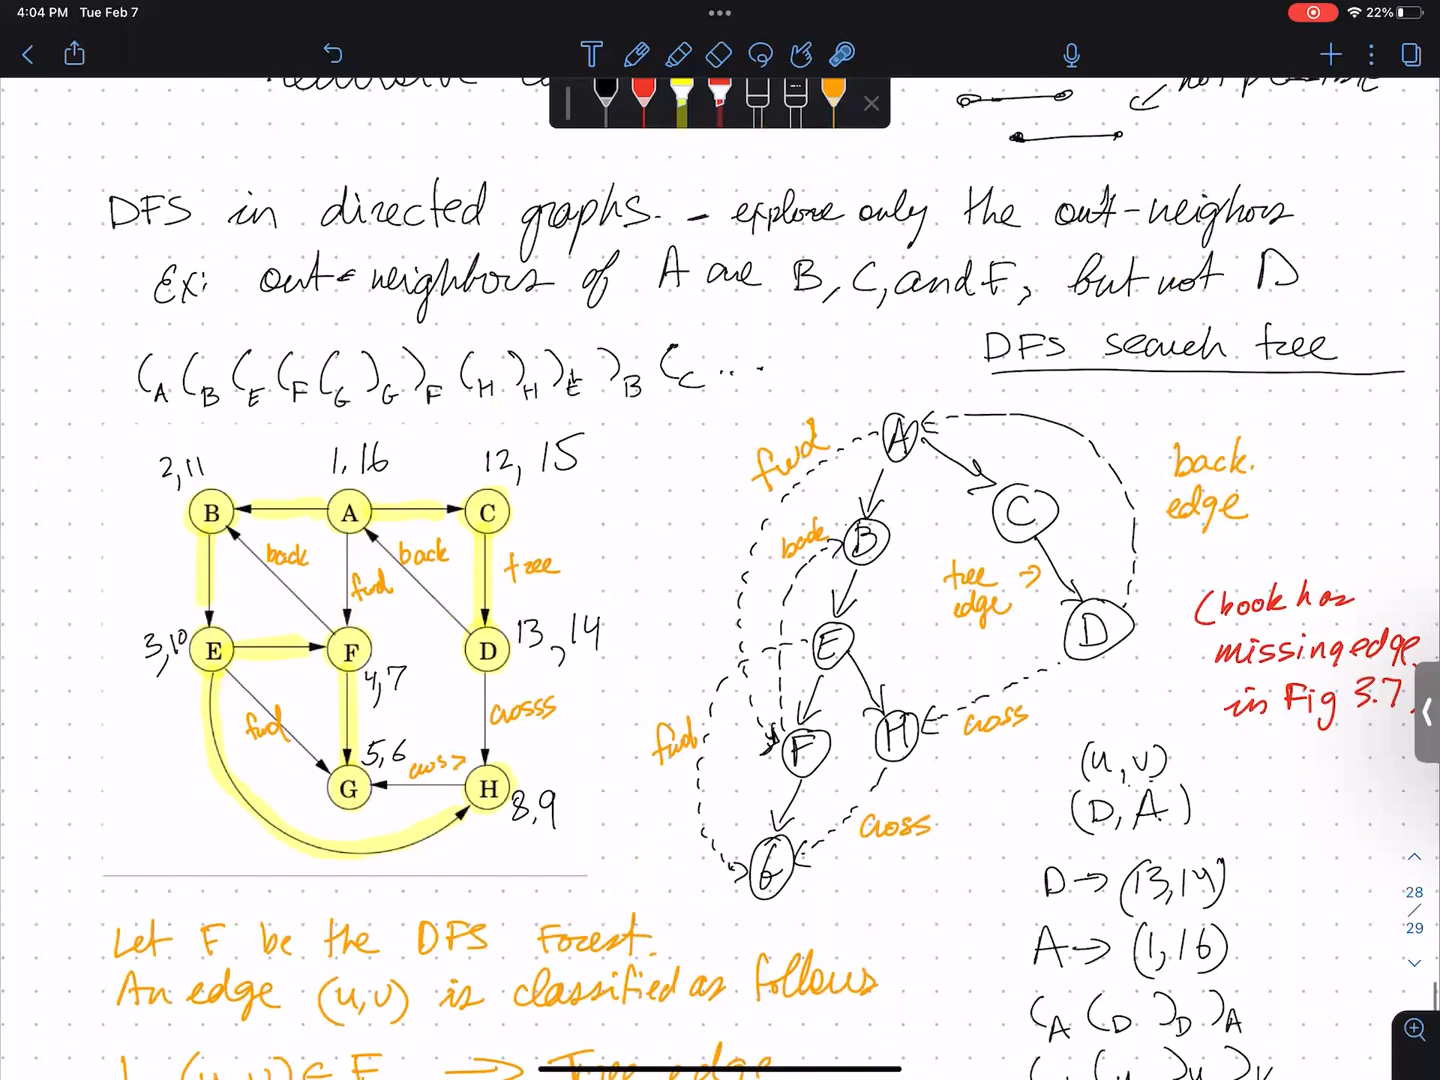 4:04 PM Tue Feb 7
22%
DFS in directed graphs. - explore only the out-neighors
Ex: out-neighbors of A are B, C, and F, but not D
DFS search tree
(A (B (E (F (G )G )F (H )H )E )B (C ...
2,11
1,16
12,15
B
A
C
back
back
fwd
tree
3,10
E
F
D
13,14
4,7
fwd
crosss
5,6
cross
G
H
8,9
fwd
A
back edge
C
back
B
tree edge
E
D
fwd
F
H
cross
cross
G
(book has
missing edge
in Fig 3.7
(u,v)
(D,A)
D → (13,14)
A → (1,16)
(A (D )D )A
28
/
29
Let F be the DFS Forest.
An edge (u,v) is classified as follows
1. (u,v) ∈ F → Tree edge